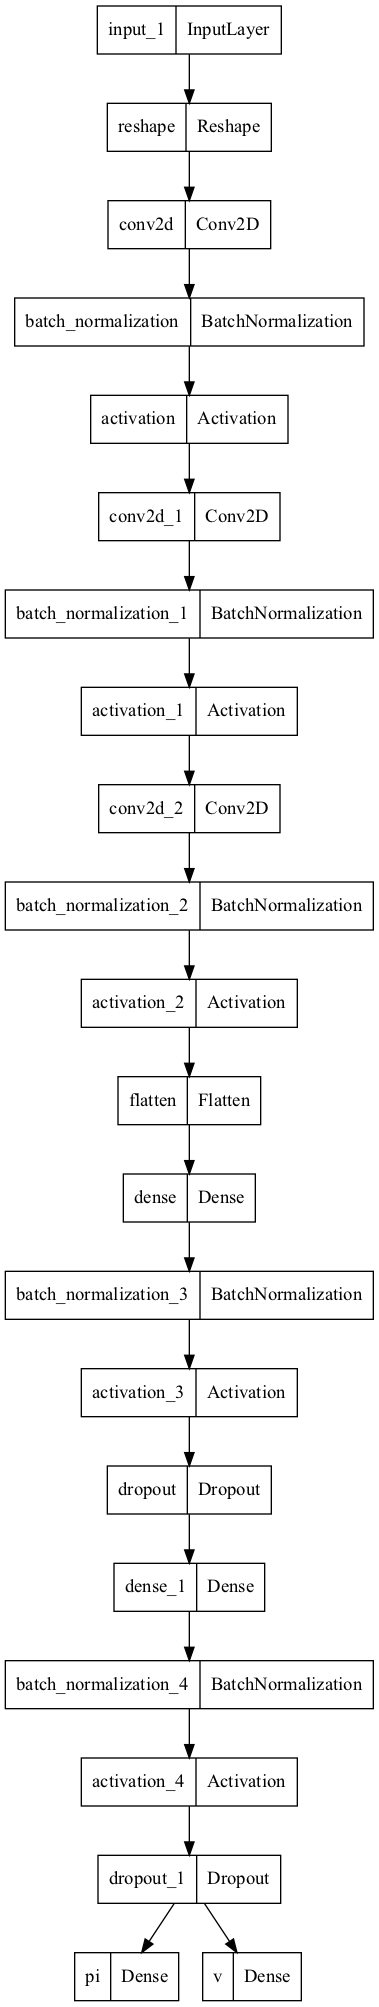 input_1 InputLayer
reshape Reshape
conv2d Conv2D
batch_normalization BatchNormalization
activation Activation
conv2d_1 Conv2D
batch_normalization_1 BatchNormalization
activation_1 Activation
conv2d_2 Conv2D
batch_normalization_2 BatchNormalization
activation_2 Activation
flatten Flatten
dense Dense
batch_normalization_3 BatchNormalization
activation_3 Activation
dropout Dropout
dense_1 Dense
batch_normalization_4 BatchNormalization
activation_4 Activation
dropout_1 Dropout
pi Dense v Dense